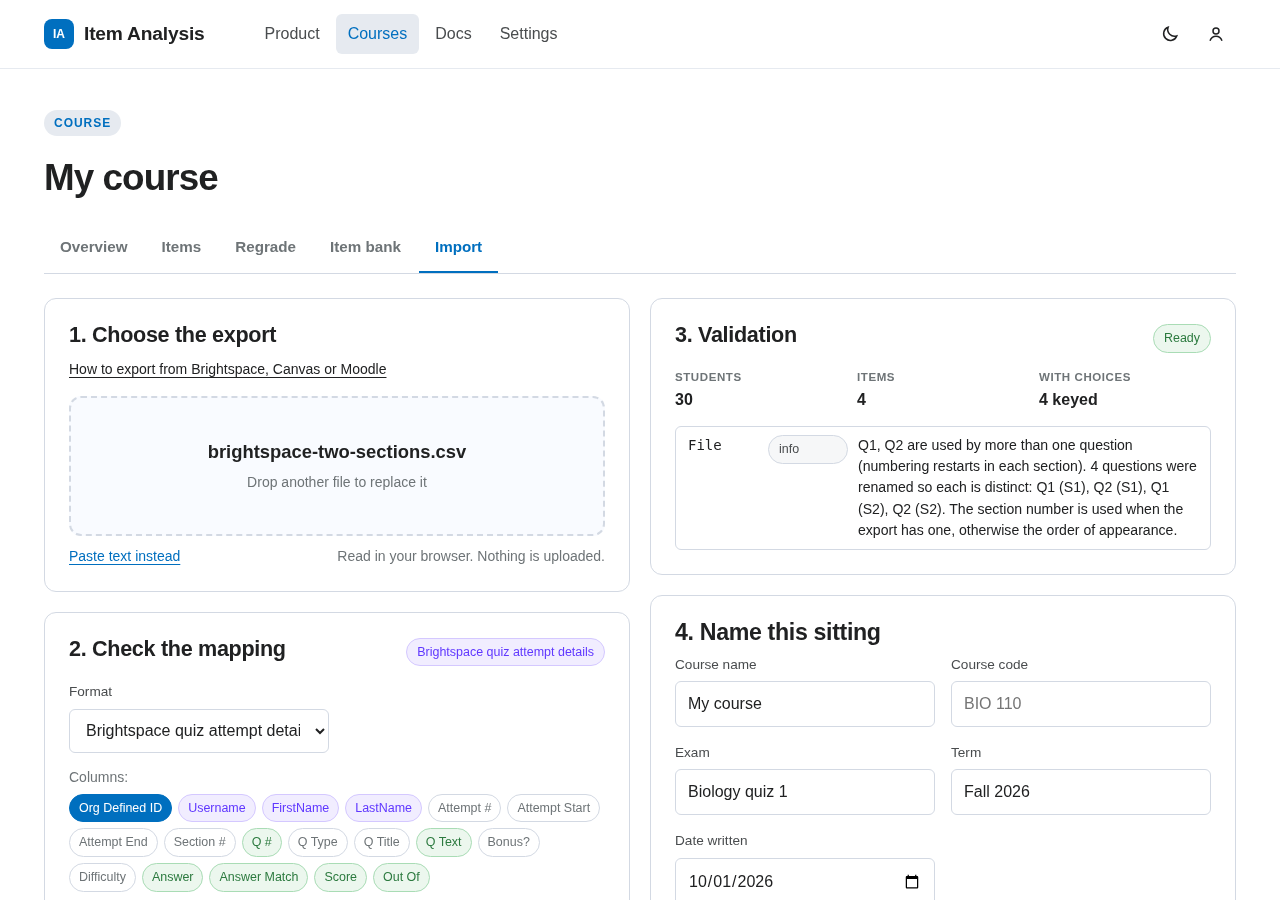 IA
Item Analysis
Product
Courses
Docs
Settings
COURSE
My course
Overview
Items
Regrade
Item bank
Import
1. Choose the export
How to export from Brightspace, Canvas or Moodle
brightspace-two-sections.csv
Drop another file to replace it
Paste text instead
Read in your browser. Nothing is uploaded.
2. Check the mapping
Brightspace quiz attempt details
Format
Brightspace quiz attempt detai
Columns:
Org Defined ID
Username
FirstName
LastName
Attempt #
Attempt Start
Attempt End
Section #
Q #
Q Type
Q Title
Q Text
Bonus?
Difficulty
Answer
Answer Match
Score
Out Of
3. Validation
Ready
STUDENTS
30
ITEMS
4
WITH CHOICES
4 keyed
File
info
Q1, Q2 are used by more than one question
(numbering restarts in each section). 4 questions were
renamed so each is distinct: Q1 (S1), Q2 (S1), Q1
(S2), Q2 (S2). The section number is used when the
export has one, otherwise the order of appearance.
4. Name this sitting
Course name
My course
Course code
BIO 110
Exam
Biology quiz 1
Term
Fall 2026
Date written
10/01/2026